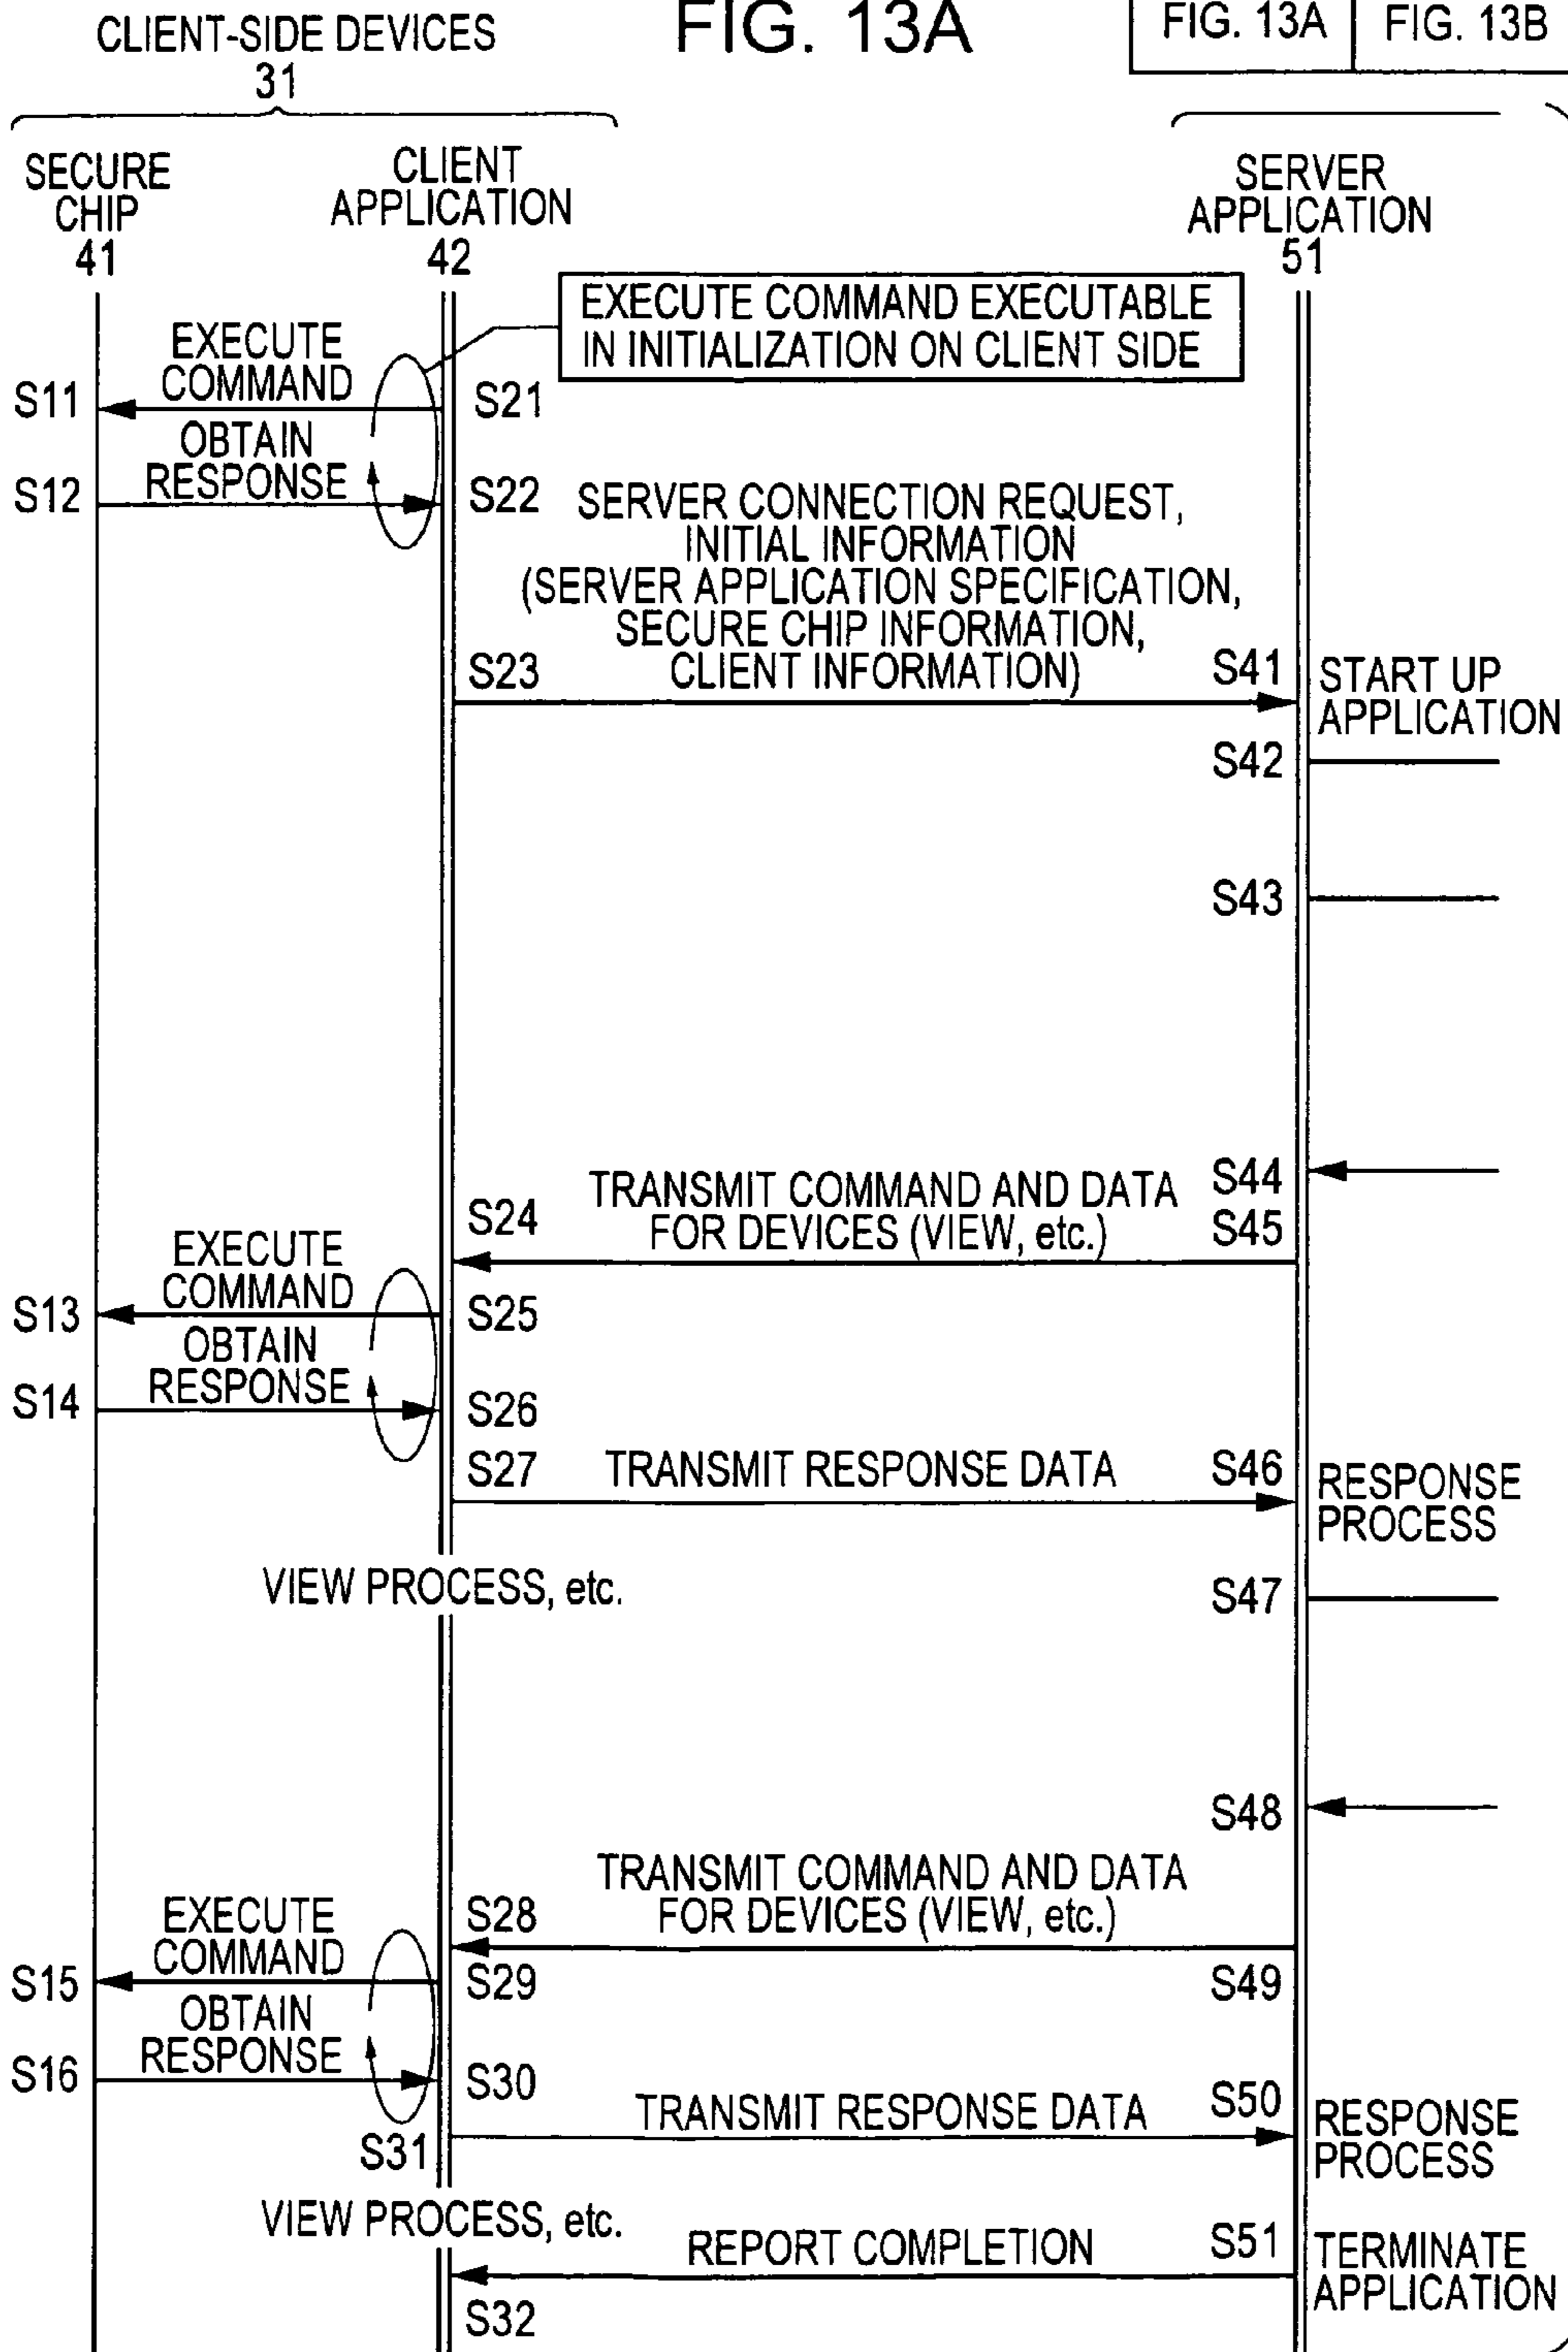 FIG. 13A
FIG. 13A
FIG. 13B
CLIENT-SIDE DEVICES
31
SECURE
CHIP
41
CLIENT
APPLICATION
42
SERVER
APPLICATION
51
EXECUTE COMMAND EXECUTABLE
IN INITIALIZATION ON CLIENT SIDE
EXECUTE
COMMAND
S11
S21
OBTAIN
RESPONSE
S12
S22
SERVER CONNECTION REQUEST,
INITIAL INFORMATION
(SERVER APPLICATION SPECIFICATION,
SECURE CHIP INFORMATION,
CLIENT INFORMATION)
S23
S41
START UP
APPLICATION
S42
S43
S44
TRANSMIT COMMAND AND DATA
FOR DEVICES (VIEW, etc.)
S24
S45
EXECUTE
COMMAND
S13
S25
OBTAIN
RESPONSE
S14
S26
S27
TRANSMIT RESPONSE DATA
S46
RESPONSE
PROCESS
VIEW PROCESS, etc.
S47
S48
TRANSMIT COMMAND AND DATA
FOR DEVICES (VIEW, etc.)
S28
EXECUTE
COMMAND
S15
S29
S49
OBTAIN
RESPONSE
S16
S30
TRANSMIT RESPONSE DATA
S50
RESPONSE
PROCESS
S31
VIEW PROCESS, etc.
REPORT COMPLETION
S51
TERMINATE
APPLICATION
S32